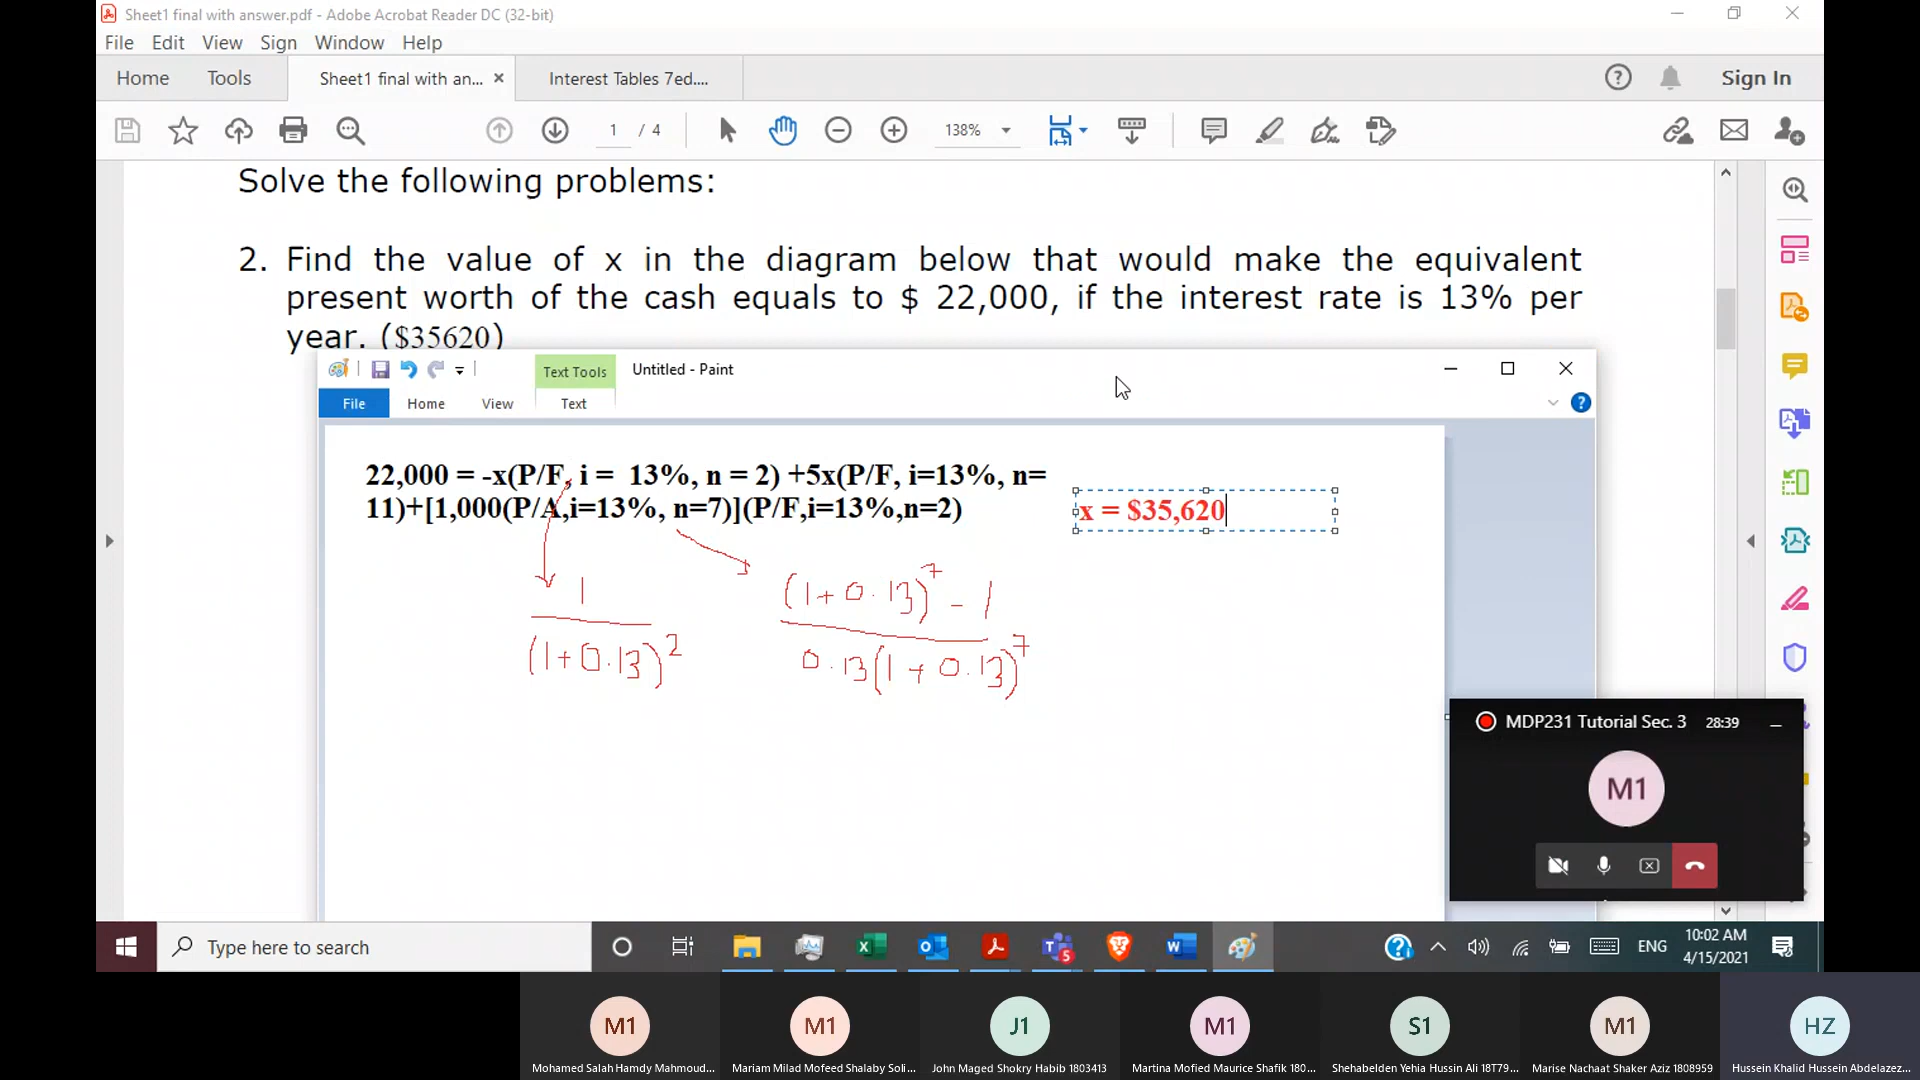 Sheet1 final with answer.pdf - Adobe Acrobat Reader DC (32-bit)
File Edit View Sign Window Help
Home Tools Sheet1 final with an... Interest Tables 7ed.... Sign In
1 / 4 138%
Solve the following problems:
2. Find the value of x in the diagram below that would make the equivalent
present worth of the cash equals to $ 22,000, if the interest rate is 13% per
year. ($35620)
Text Tools Untitled - Paint
File Home View Text
22,000 = -x(P/F, i = 13%, n = 2) +5x(P/F, i=13%, n=
11)+[1,000(P/A,i=13%, n=7)](P/F,i=13%,n=2)
x = $35,620
1
(1+0.13)^2
(1+0.13)^7 - 1
0.13(1+0.13)^7
MDP231 Tutorial Sec. 3 28:39
M1
Type here to search
5
ENG
10:02 AM
4/15/2021
M1 M1 J1 M1 S1 M1 HZ
Mohamed Salah Hamdy Mahmoud... Mariam Milad Mofeed Shalaby Soli... John Maged Shokry Habib 1803413 Martina Mofied Maurice Shafik 180... Shehabelden Yehia Hussin Ali 18T79... Marise Nachaat Shaker Aziz 1808959 Hussein Khalid Hussein Abdelazez...